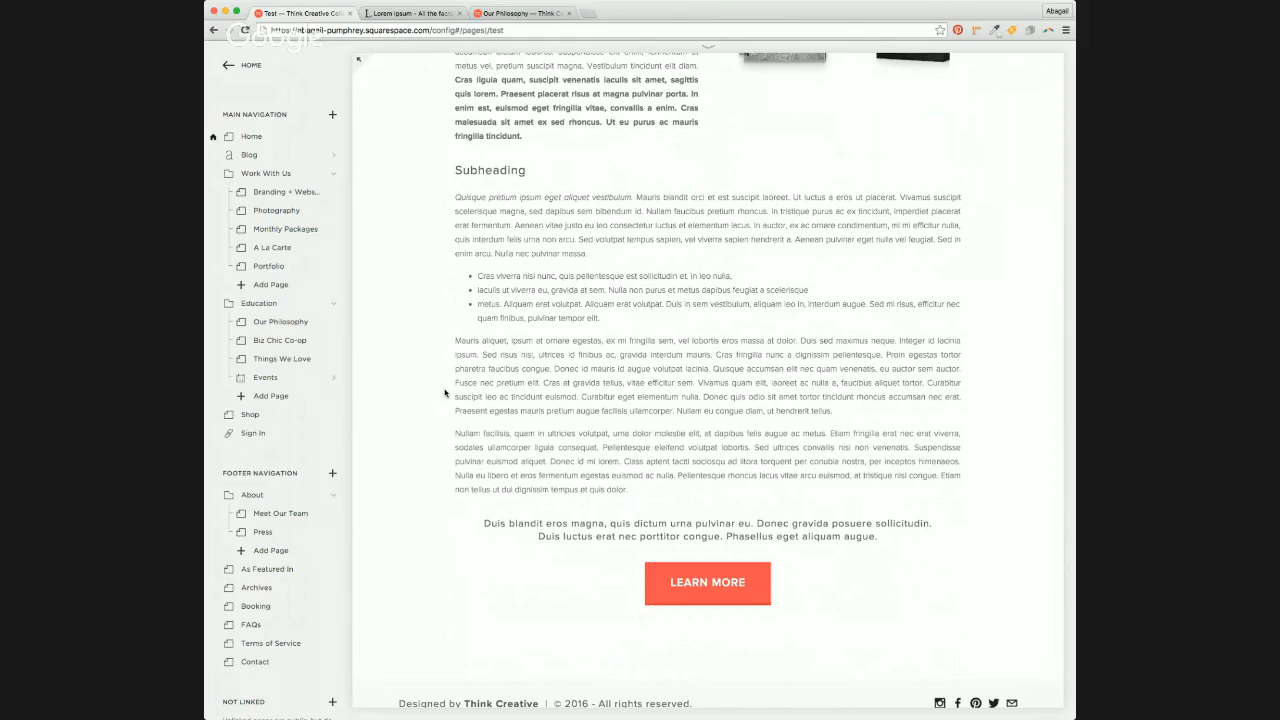 Test — Think Creative Coll
Lorem Ipsum - All the facts
Our Philosophy — Think C
Abagail
https://abagail-pumphrey.squarespace.com/config#/pages|/test
Google
HOME
MAIN NAVIGATION
Home
Blog
Work With Us
Branding + Webs...
Photography
Monthly Packages
A La Carte
Portfolio
Add Page
Education
Our Philosophy
Biz Chic Co-op
Things We Love
Events
Add Page
Shop
Sign In
FOOTER NAVIGATION
About
Meet Our Team
Press
Add Page
As Featured In
Archives
Booking
FAQs
Terms of Service
Contact
NOT LINKED
metus vel, pretium suscipit magna. Vestibulum tincidunt elit diam.
Cras ligula quam, suscipit venenatis iaculis sit amet, sagittis
quis lorem. Praesent placerat risus at magna pulvinar porta. In
enim est, euismod eget fringilla vitae, convallis a enim. Cras
malesuada sit amet ex sed rhoncus. Ut eu purus ac mauris
fringilla tincidunt.
Subheading
Quisque pretium ipsum eget aliquet vestibulum. Mauris blandit orci et est suscipit laoreet. Ut luctus a eros ut placerat. Vivamus suscipit
scelerisque magna, sed dapibus sem bibendum id. Nullam faucibus pretium rhoncus. In tristique purus ac ex tincidunt, imperdiet placerat
erat fermentum. Aenean vitae justo eu leo consectetur luctus et elementum lacus. In auctor, ex ac ornare commodo, mi mi efficitur nulla,
quis interdum felis urna non arcu. Sed volutpat tempus sapien, vel viverra sapien hendrerit a. Aenean pulvinar eget nulla vel feugiat. Sed in
enim arcu. Nulla nec pulvinar massa.
Cras viverra nisl nunc, quis pellentesque est sollicitudin et. In leo nulla,
iaculis ut viverra eu, gravida at sem. Nulla non purus et metus dapibus feugiat a scelerisque
metus. Aliquam erat volutpat. Aliquam erat volutpat. Duis in sem vestibulum, aliquam leo in, interdum augue. Sed mi risus, efficitur nec
quam finibus, pulvinar tempor elit.
Mauris aliquet, ipsum at ornare egestas, ex mi fringilla sem, vel lobortis eros massa at dolor. Duis sed maximus neque. Integer id lacinia
ipsum. Sed risus nisl, ultrices id finibus ac, gravida interdum mauris. Cras fringilla nunc a dignissim pellentesque. Proin egestas tortor
pharetra faucibus congue. Donec id mauris id augue volutpat lacinia. Quisque accumsan elit nec quam venenatis, eu auctor sem auctor.
Fusce nec pretium elit. Cras at gravida tellus, vitae efficitur sem. Vivamus quam elit, laoreet ac nulla a, faucibus aliquet tortor. Curabitur
suscipit leo ac tincidunt euismod. Curabitur eget elementum nulla. Donec quis odio sit amet tortor tincidunt rhoncus accumsan nec erat.
Praesent egestas mauris pretium augue facilisis ullamcorper. Nullam eu congue diam, ut hendrerit tellus.
Nullam facilisis, quam in ultricies volutpat, urna dolor molestie elit, at dapibus felis augue ac metus. Etiam fringilla erat nec erat viverra,
sodales ullamcorper ligula consequat. Pellentesque eleifend volutpat lobortis. Sed ultrices convallis nisi non venenatis. Suspendisse
pulvinar euismod aliquet. Donec id mi lorem. Class aptent taciti sociosqu ad litora torquent per conubia nostra, per inceptos himenaeos.
Nulla eu libero et eros fermentum egestas euismod ac nulla. Pellentesque rhoncus lacus vitae arcu euismod, at tristique nisl congue. Etiam
non tellus ut dui dignissim tempus et quis dolor.
Duis blandit eros magna, quis dictum urna pulvinar eu. Donec gravida posuere sollicitudin.
Duis luctus erat nec porttitor congue. Phasellus eget aliquam augue.
LEARN MORE
Designed by Think Creative | © 2016 - All rights reserved.